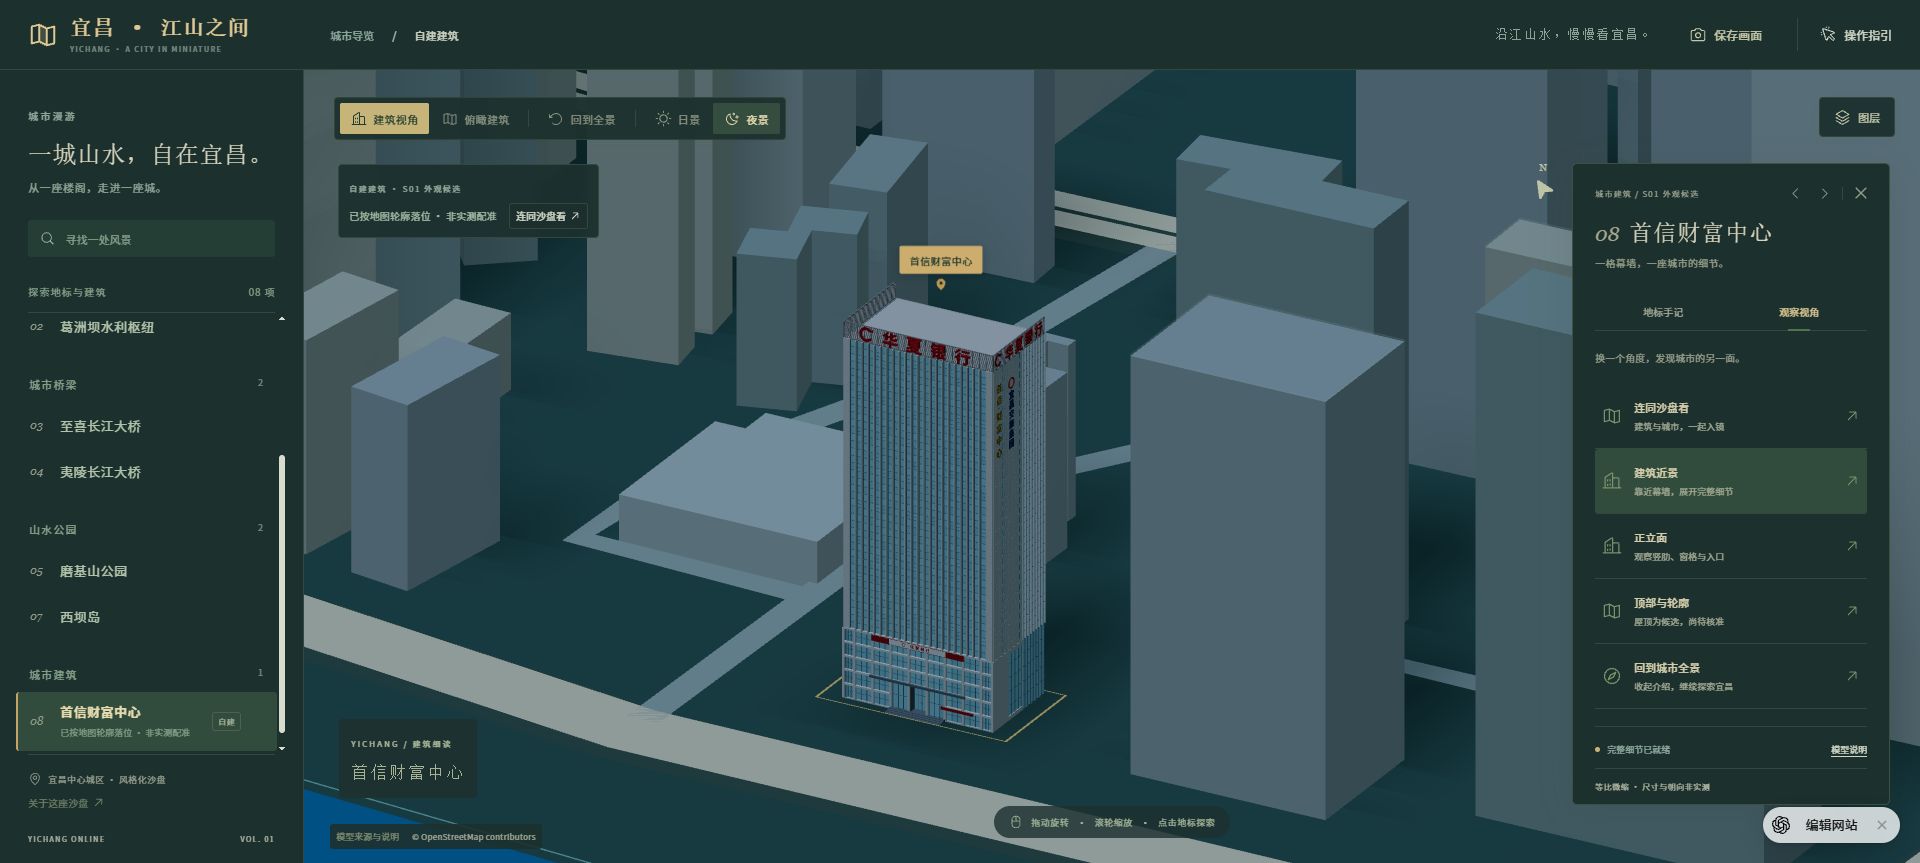 宜昌 · 江山之间
YICHANG · A CITY IN MINIATURE
城市导览 / 自建建筑
沿江山水，慢慢看宜昌。
保存画面
操作指引
城市漫游
一城山水，自在宜昌。
从一座楼阁，走进一座城。
寻找一处风景
探索地标与建筑 08 项
02 葛洲坝水利枢纽
城市桥梁 2
03 至喜长江大桥
04 夷陵长江大桥
山水公园 2
05 磨基山公园
07 西坝岛
城市建筑 1
08 首信财富中心 自建
已按地图轮廓落位 · 非实测配准
宜昌中心城区 · 风格化沙盘
关于这座沙盘
YICHANG ONLINE VOL. 01
建筑视角
俯瞰建筑
回到全景
日景
夜景
自建建筑 · S01 外观候选
已按地图轮廓落位 · 非实测配准 连同沙盘看
首信财富中心
华夏银行
华夏银行
YICHANG / 建筑细读
首信财富中心
模型来源与说明 © OpenStreetMap contributors
拖动旋转 · 滚轮缩放 · 点击地标探索
图层
N
城市建筑 / S01 外观候选
08 首信财富中心
一格幕墙，一座城市的细节。
地标手记 观察视角
换一个角度，发现城市的另一面。
连同沙盘看
建筑与城市，一起入镜
建筑近景
靠近幕墙，展开完整细节
正立面
观察竖肋、窗格与入口
顶部与轮廓
屋顶为候选，尚待核准
回到城市全景
收起介绍，继续探索宜昌
完整细节已就绪 模型说明
等比微缩 · 尺寸与朝向非实测
编辑网站